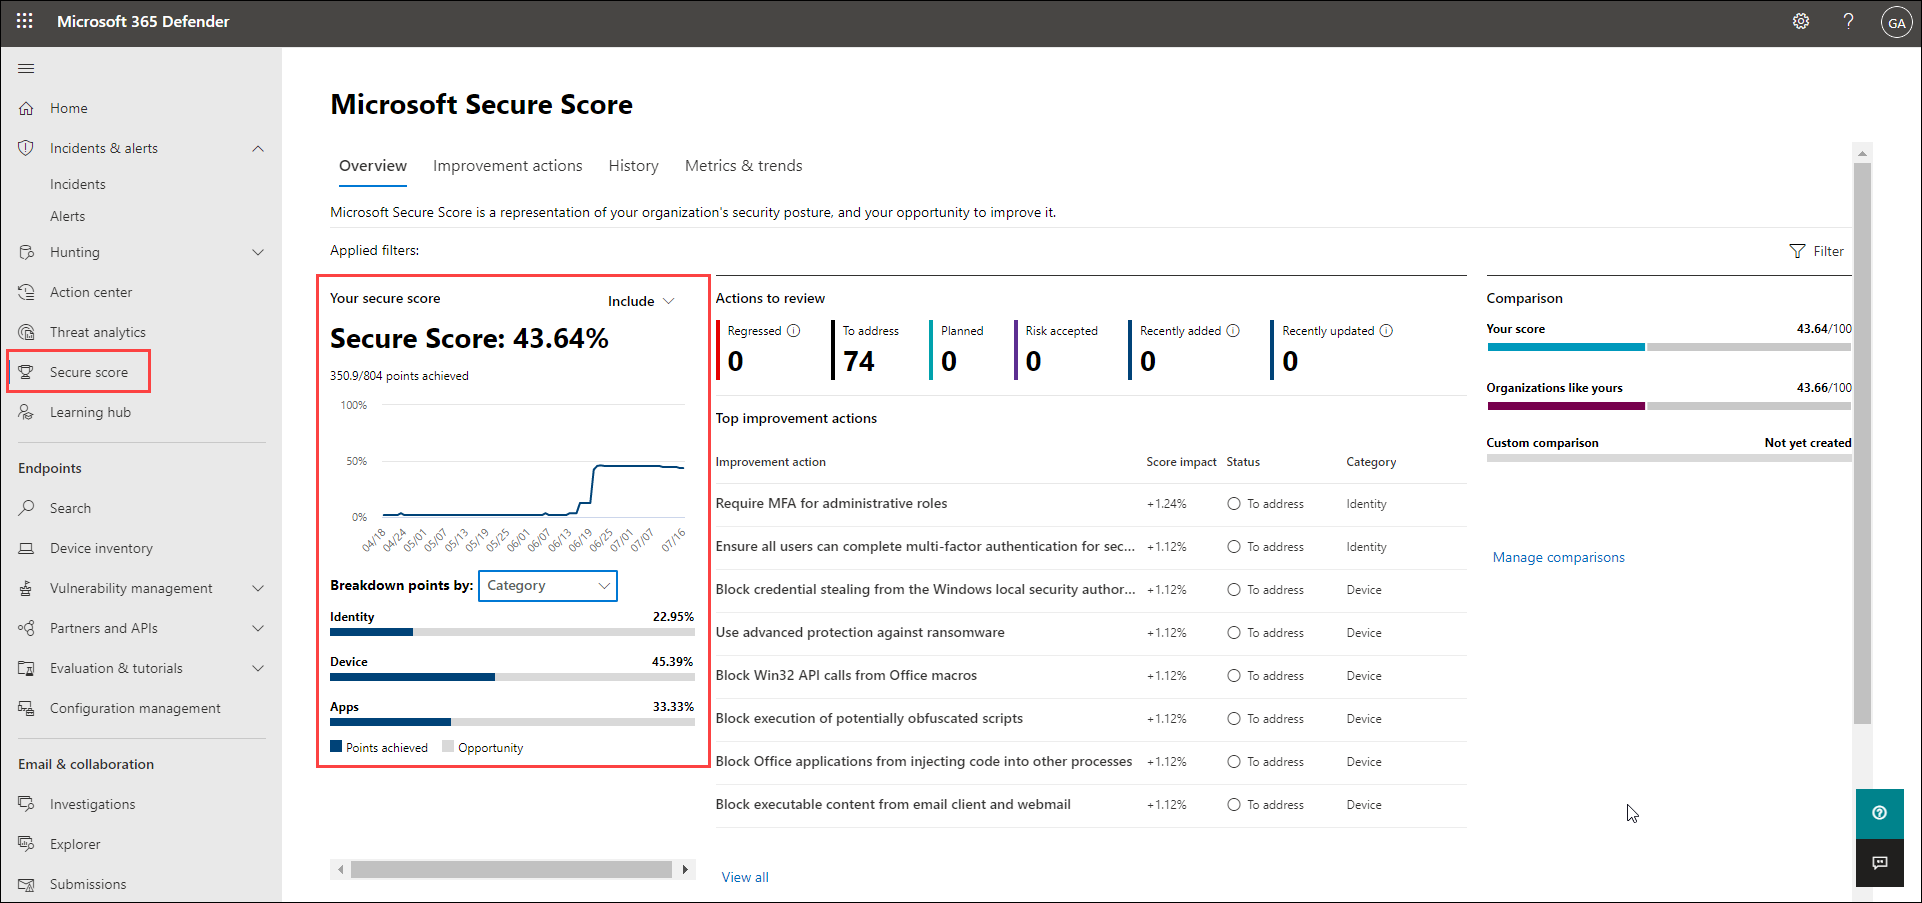 Microsoft 365 Defender
GA
Home
Incidents & alerts
Incidents
Alerts
Hunting
Action center
Threat analytics
Secure score
Learning hub
Endpoints
Search
Device inventory
Vulnerability management
Partners and APIs
Evaluation & tutorials
Configuration management
Email & collaboration
Investigations
Explorer
Submissions
Microsoft Secure Score
Overview Improvement actions History Metrics & trends
Microsoft Secure Score is a representation of your organization's security posture, and your opportunity to improve it.
Applied filters:
Filter
Your secure score
Include
Secure Score: 43.64%
350.9/804 points achieved
100%
50%
0%
04/18 04/24 05/01 05/07 05/13 05/19 05/25 06/01 06/07 06/13 06/19 06/25 07/01 07/07 07/16
Breakdown points by: Category
Identity 22.95%
Device 45.39%
Apps 33.33%
Points achieved Opportunity
Actions to review
Regressed To address Planned Risk accepted Recently added Recently updated
0 74 0 0 0 0
Top improvement actions
Improvement action Score impact Status Category
Require MFA for administrative roles +1.24% To address Identity
Ensure all users can complete multi-factor authentication for sec... +1.12% To address Identity
Block credential stealing from the Windows local security author... +1.12% To address Device
Use advanced protection against ransomware +1.12% To address Device
Block Win32 API calls from Office macros +1.12% To address Device
Block execution of potentially obfuscated scripts +1.12% To address Device
Block Office applications from injecting code into other processes +1.12% To address Device
Block executable content from email client and webmail +1.12% To address Device
View all
Comparison
Your score 43.64/100
Organizations like yours 43.66/100
Custom comparison Not yet created
Manage comparisons